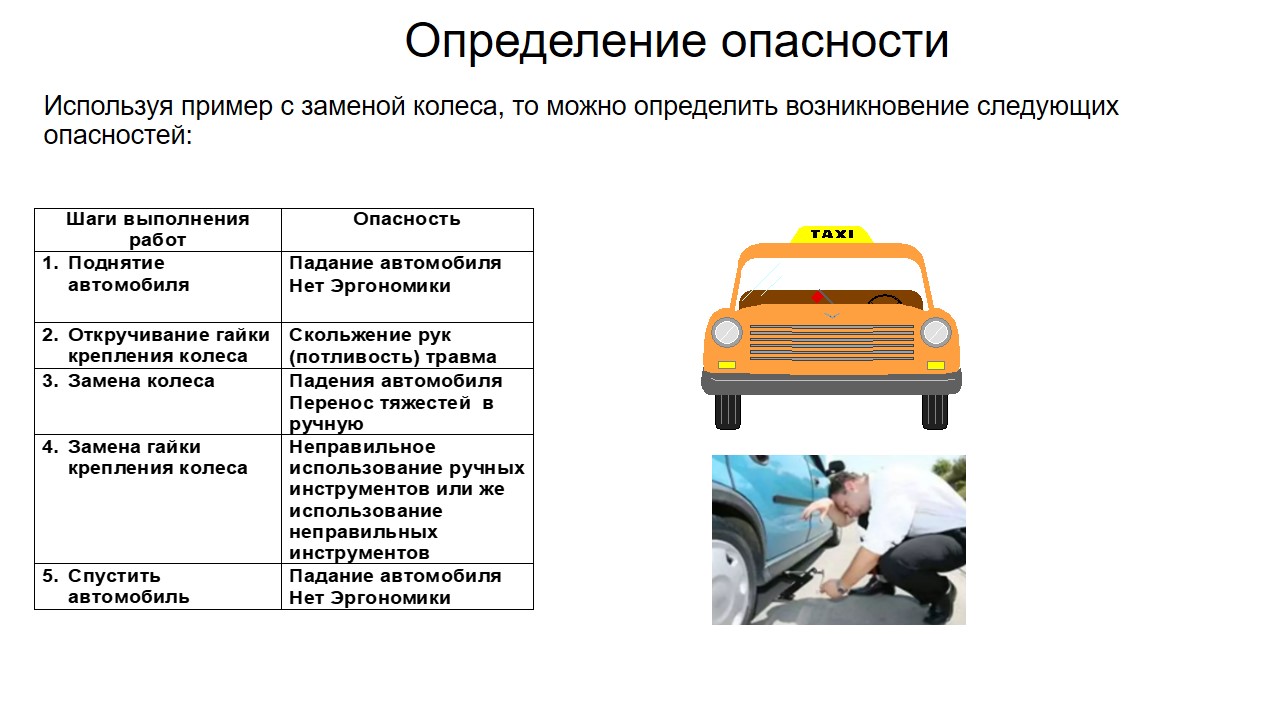 Определение опасности
Используя пример с заменой колеса, то можно определить возникновение следующих
опасностей:
Шаги выполнения
работ
Опасность
1. Поднятие
автомобиля
Падание автомобиля
Нет Эргономики
2. Откручивание гайки
крепления колеса
Скольжение рук
(потливость) травма
3. Замена колеса
Падения автомобиля
Перенос тяжестей в
ручную
4. Замена гайки
крепления колеса
Неправильное
использование ручных
инструментов или же
использование
неправильных
инструментов
5. Спустить
автомобиль
Падание автомобиля
Нет Эргономики
TAXI